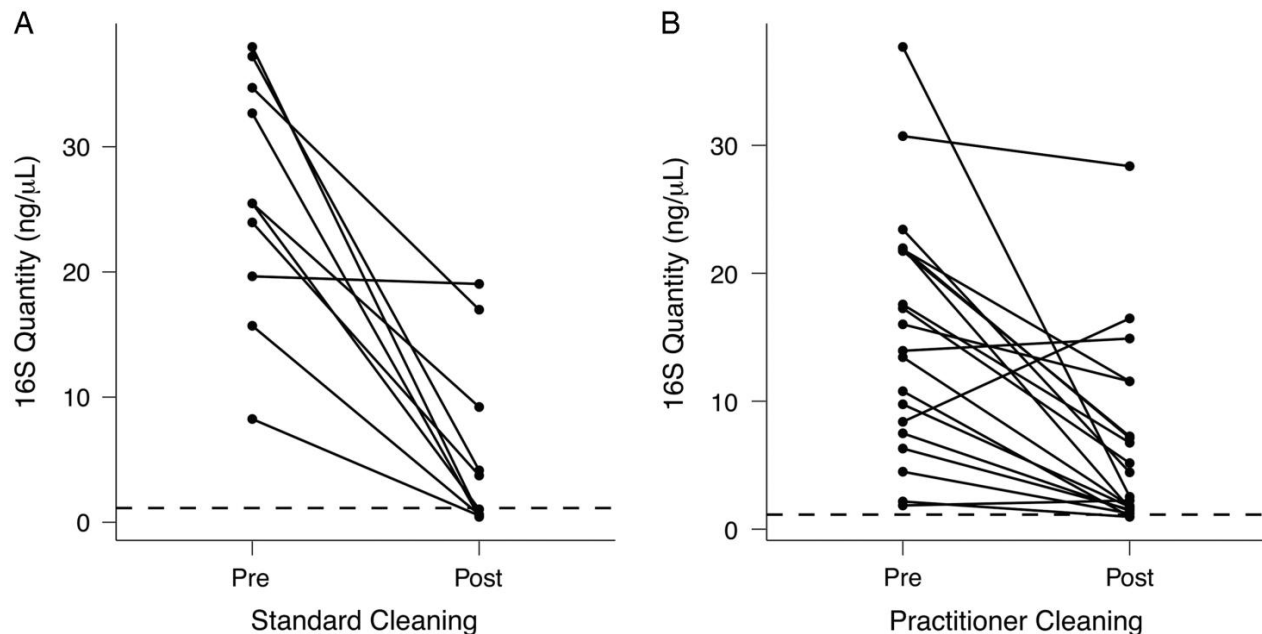 A
16S Quantity (ng/μL)
30
20
10
0
Pre
Post
Standard Cleaning
B
16S Quantity (ng/μL)
30
20
10
0
Pre
Post
Practitioner Cleaning